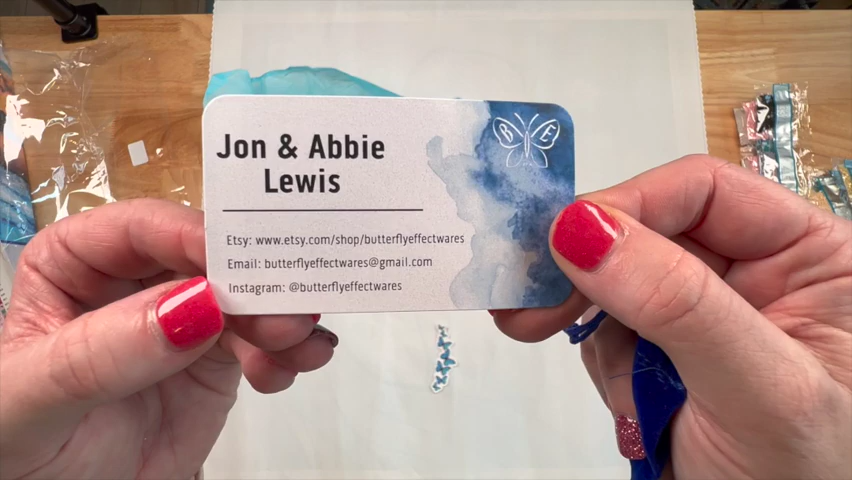 Jon & Abbie
Lewis
Etsy: www.etsy.com/shop/butterflyeffectwares
Email: butterflyeffectwares@gmail.com
Instagram: @butterflyeffectwares
B E